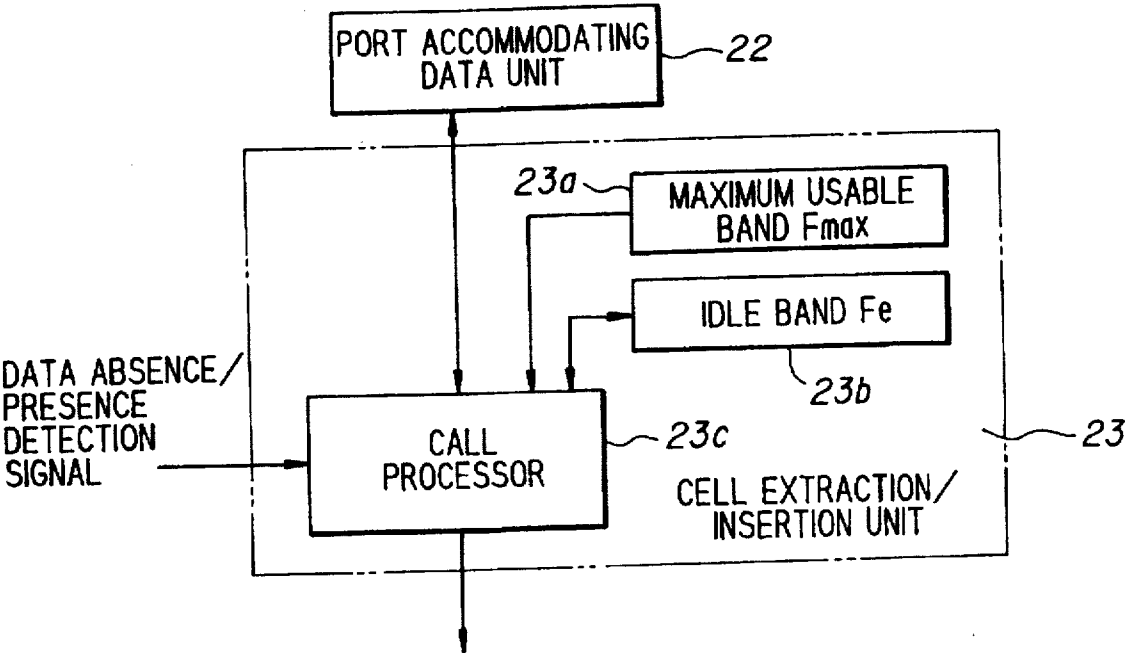 PORT ACCOMMODATING
DATA UNIT
22
23a
MAXIMUM USABLE
BAND Fmax
IDLE BAND Fe
23b
DATA ABSENCE/
PRESENCE
DETECTION
SIGNAL
CALL
PROCESSOR
23c
23
CELL EXTRACTION/
INSERTION UNIT